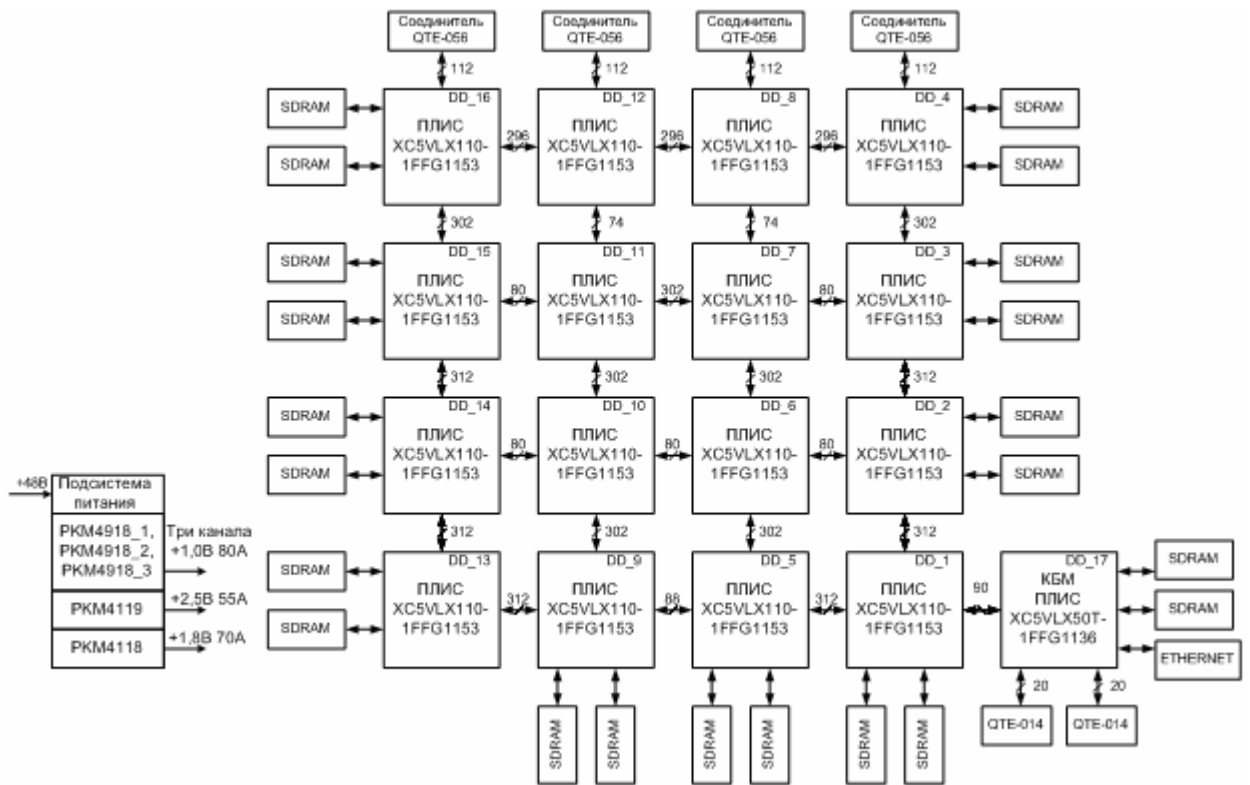 Соединитель
QTE-056
Соединитель
QTE-056
Соединитель
QTE-056
Соединитель
QTE-056
112
112
112
112
SDRAM
SDRAM
DD_16
ПЛИС
XC5VLX110-
1FFG1153
296
DD_12
ПЛИС
XC5VLX110-
1FFG1153
296
DD_8
ПЛИС
XC5VLX110-
1FFG1153
296
DD_4
ПЛИС
XC5VLX110-
1FFG1153
SDRAM
SDRAM
302
74
74
302
SDRAM
SDRAM
DD_15
ПЛИС
XC5VLX110-
1FFG1153
80
DD_11
ПЛИС
XC5VLX110-
1FFG1153
302
DD_7
ПЛИС
XC5VLX110-
1FFG1153
80
DD_3
ПЛИС
XC5VLX110-
1FFG1153
SDRAM
SDRAM
312
302
302
312
SDRAM
SDRAM
DD_14
ПЛИС
XC5VLX110-
1FFG1153
80
DD_10
ПЛИС
XC5VLX110-
1FFG1153
80
DD_6
ПЛИС
XC5VLX110-
1FFG1153
80
DD_2
ПЛИС
XC5VLX110-
1FFG1153
SDRAM
SDRAM
312
302
302
312
+48В
Подсистема
питания
PKM4918_1,
PKM4918_2,
PKM4918_3
Три канала
+1,0В 80А
PKM4119
+2,5В 55А
PKM4118
+1,8В 70А
SDRAM
SDRAM
DD_13
ПЛИС
XC5VLX110-
1FFG1153
312
DD_9
ПЛИС
XC5VLX110-
1FFG1153
88
DD_5
ПЛИС
XC5VLX110-
1FFG1153
312
DD_1
ПЛИС
XC5VLX110-
1FFG1153
90
DD_17
КБМ
ПЛИС
XC5VLX50T-
1FFG1136
SDRAM
SDRAM
ETHERNET
20
20
SDRAM
SDRAM
SDRAM
SDRAM
SDRAM
SDRAM
QTE-014
QTE-014